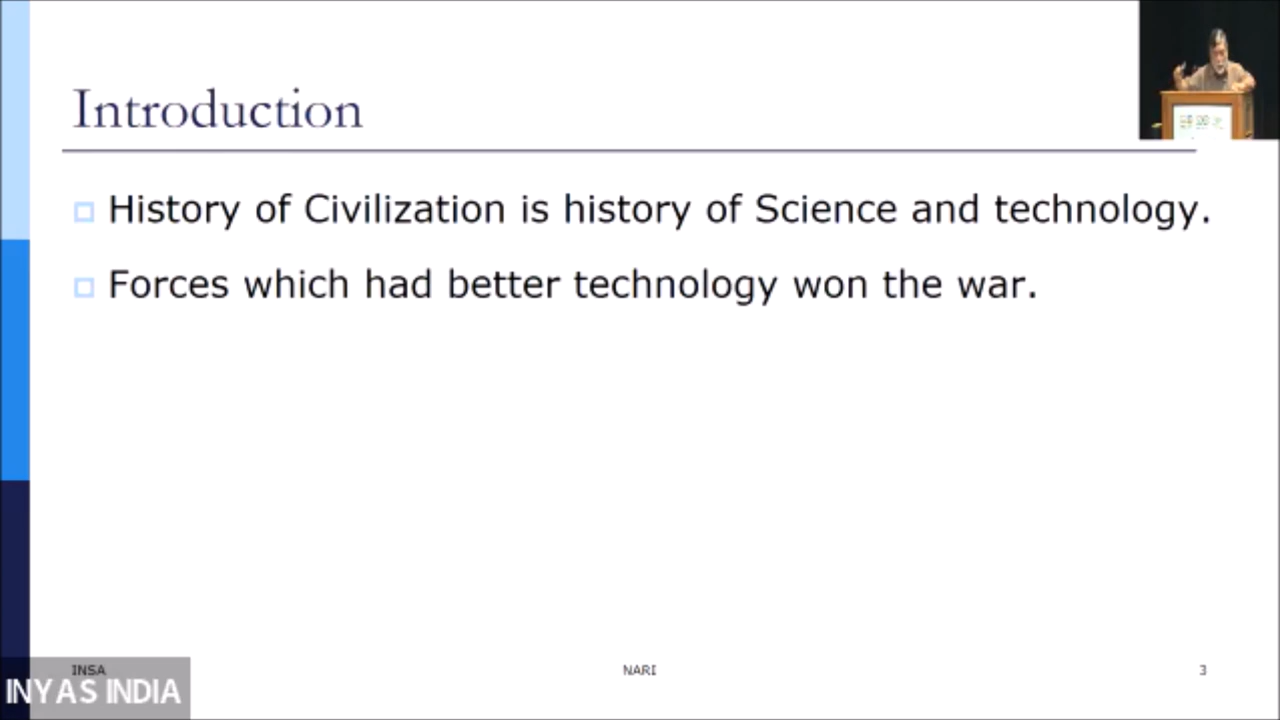 Introduction
History of Civilization is history of Science and technology.
Forces which had better technology won the war.
INSA
NARI
3
INYAS INDIA